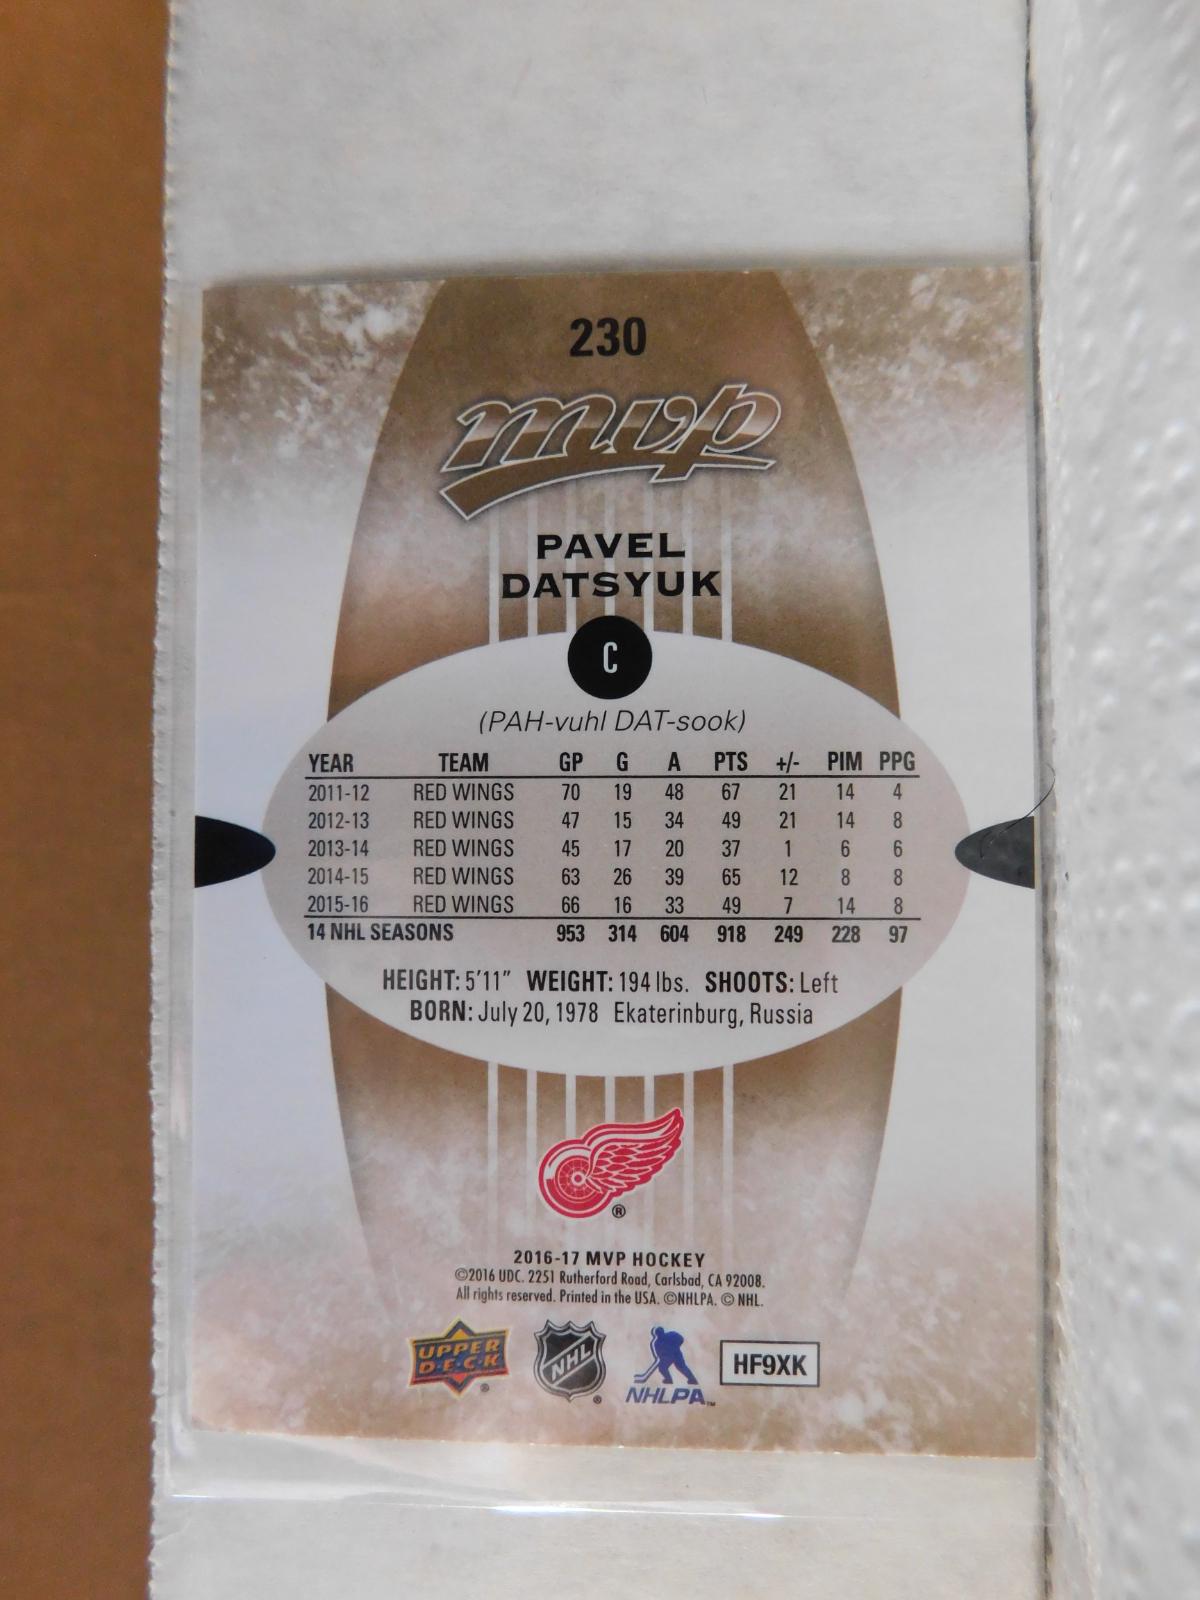 230
mvp
PAVEL
DATSYUK
C
(PAH-vuhl DAT-sook)
YEAR TEAM GP G A PTS +/- PIM PPG
2011-12 RED WINGS 70 19 48 67 21 14 4
2012-13 RED WINGS 47 15 34 49 21 14 8
2013-14 RED WINGS 45 17 20 37 1 6 6
2014-15 RED WINGS 63 26 39 65 12 8 8
2015-16 RED WINGS 66 16 33 49 7 14 8
14 NHL SEASONS 953 314 604 918 249 228 97
HEIGHT: 5'11" WEIGHT: 194 lbs. SHOOTS: Left
BORN: July 20, 1978 Ekaterinburg, Russia
®
2016-17 MVP HOCKEY
©2016 UDC. 2251 Rutherford Road, Carlsbad, CA 92008.
All rights reserved. Printed in the USA. ©NHLPA. © NHL.
UPPER DECK® NHL® NHLPA™ HF9XK